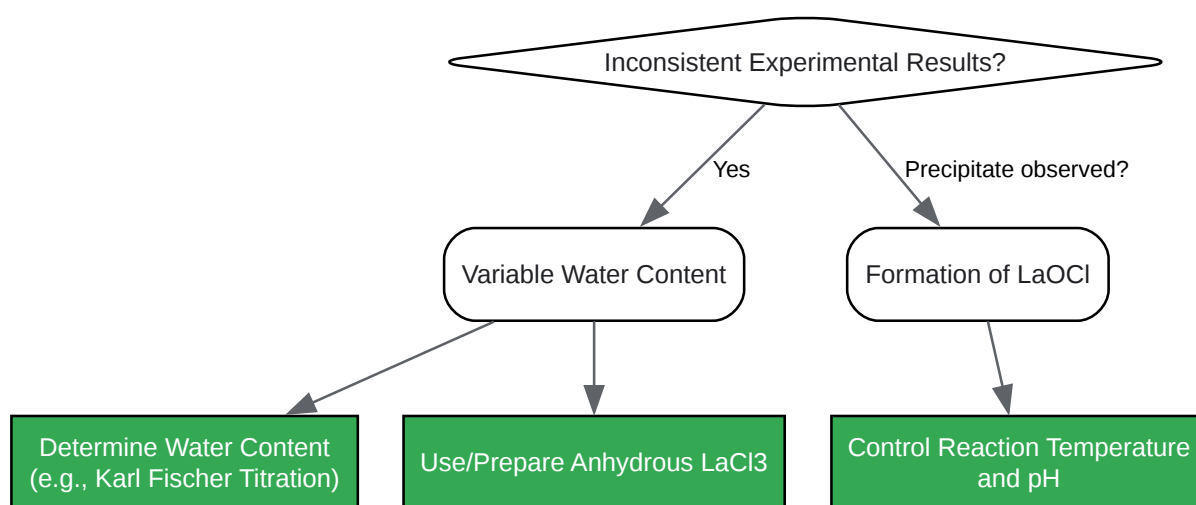 Inconsistent Experimental Results?
Yes
Precipitate observed?
Variable Water Content
Formation of LaOCl
Determine Water Content
(e.g., Karl Fischer Titration)
Use/Prepare Anhydrous LaCl3
Control Reaction Temperature
and pH